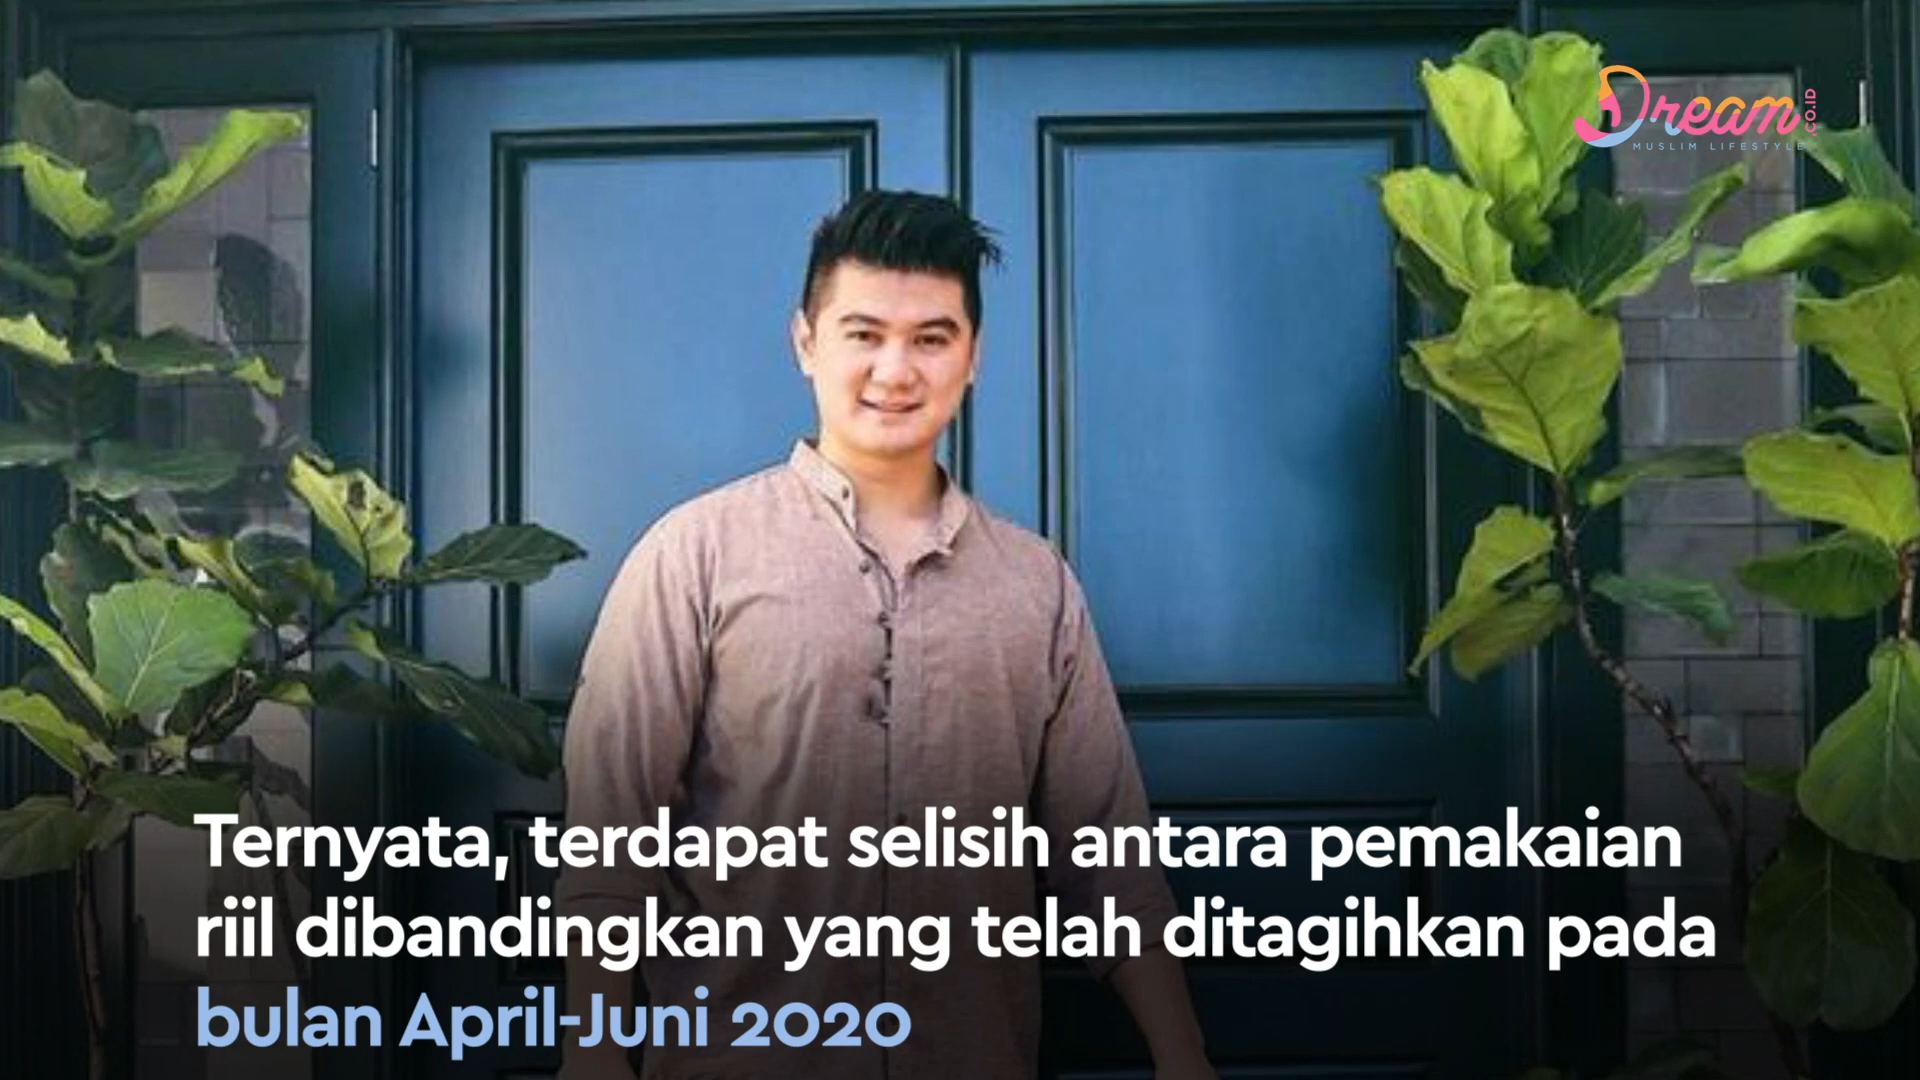 Dream
.CO.ID
MUSLIM LIFESTYLE
Ternyata, terdapat selisih antara pemakaian
riil dibandingkan yang telah ditagihkan pada
bulan April-Juni 2020